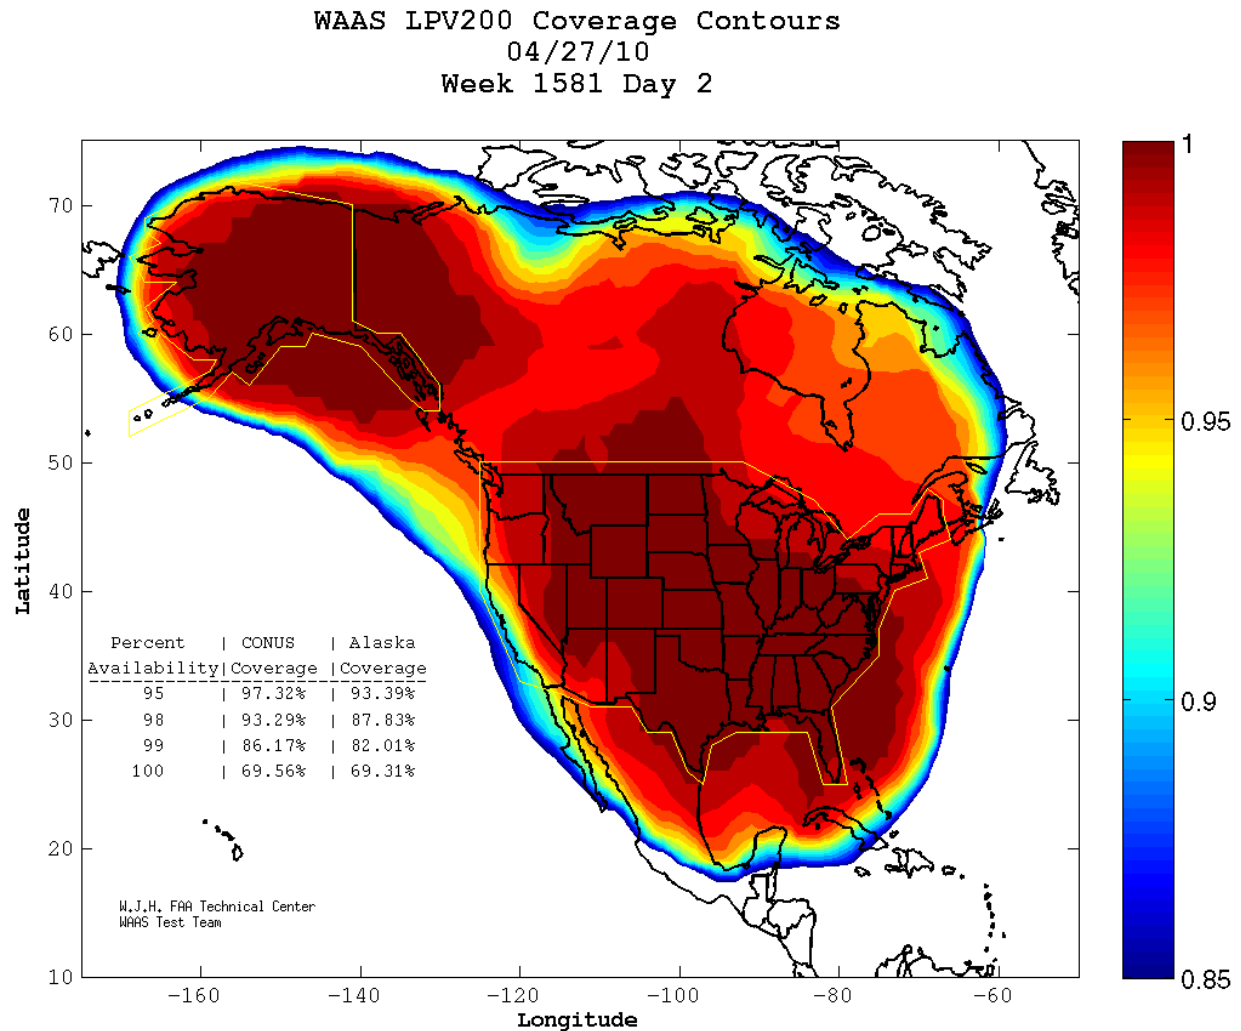 WAAS LPV200 Coverage Contours
04/27/10
Week 1581 Day 2
70
60
50
40
30
20
10
Latitude
Percent | CONUS | Alaska
Availability|Coverage |Coverage
95 | 97.32% | 93.39%
98 | 93.29% | 87.83%
99 | 86.17% | 82.01%
100 | 69.56% | 69.31%
W.J.H. FAA Technical Center
WAAS Test Team
-160 -140 -120 -100 -80 -60
Longitude
1
0.95
0.9
0.85